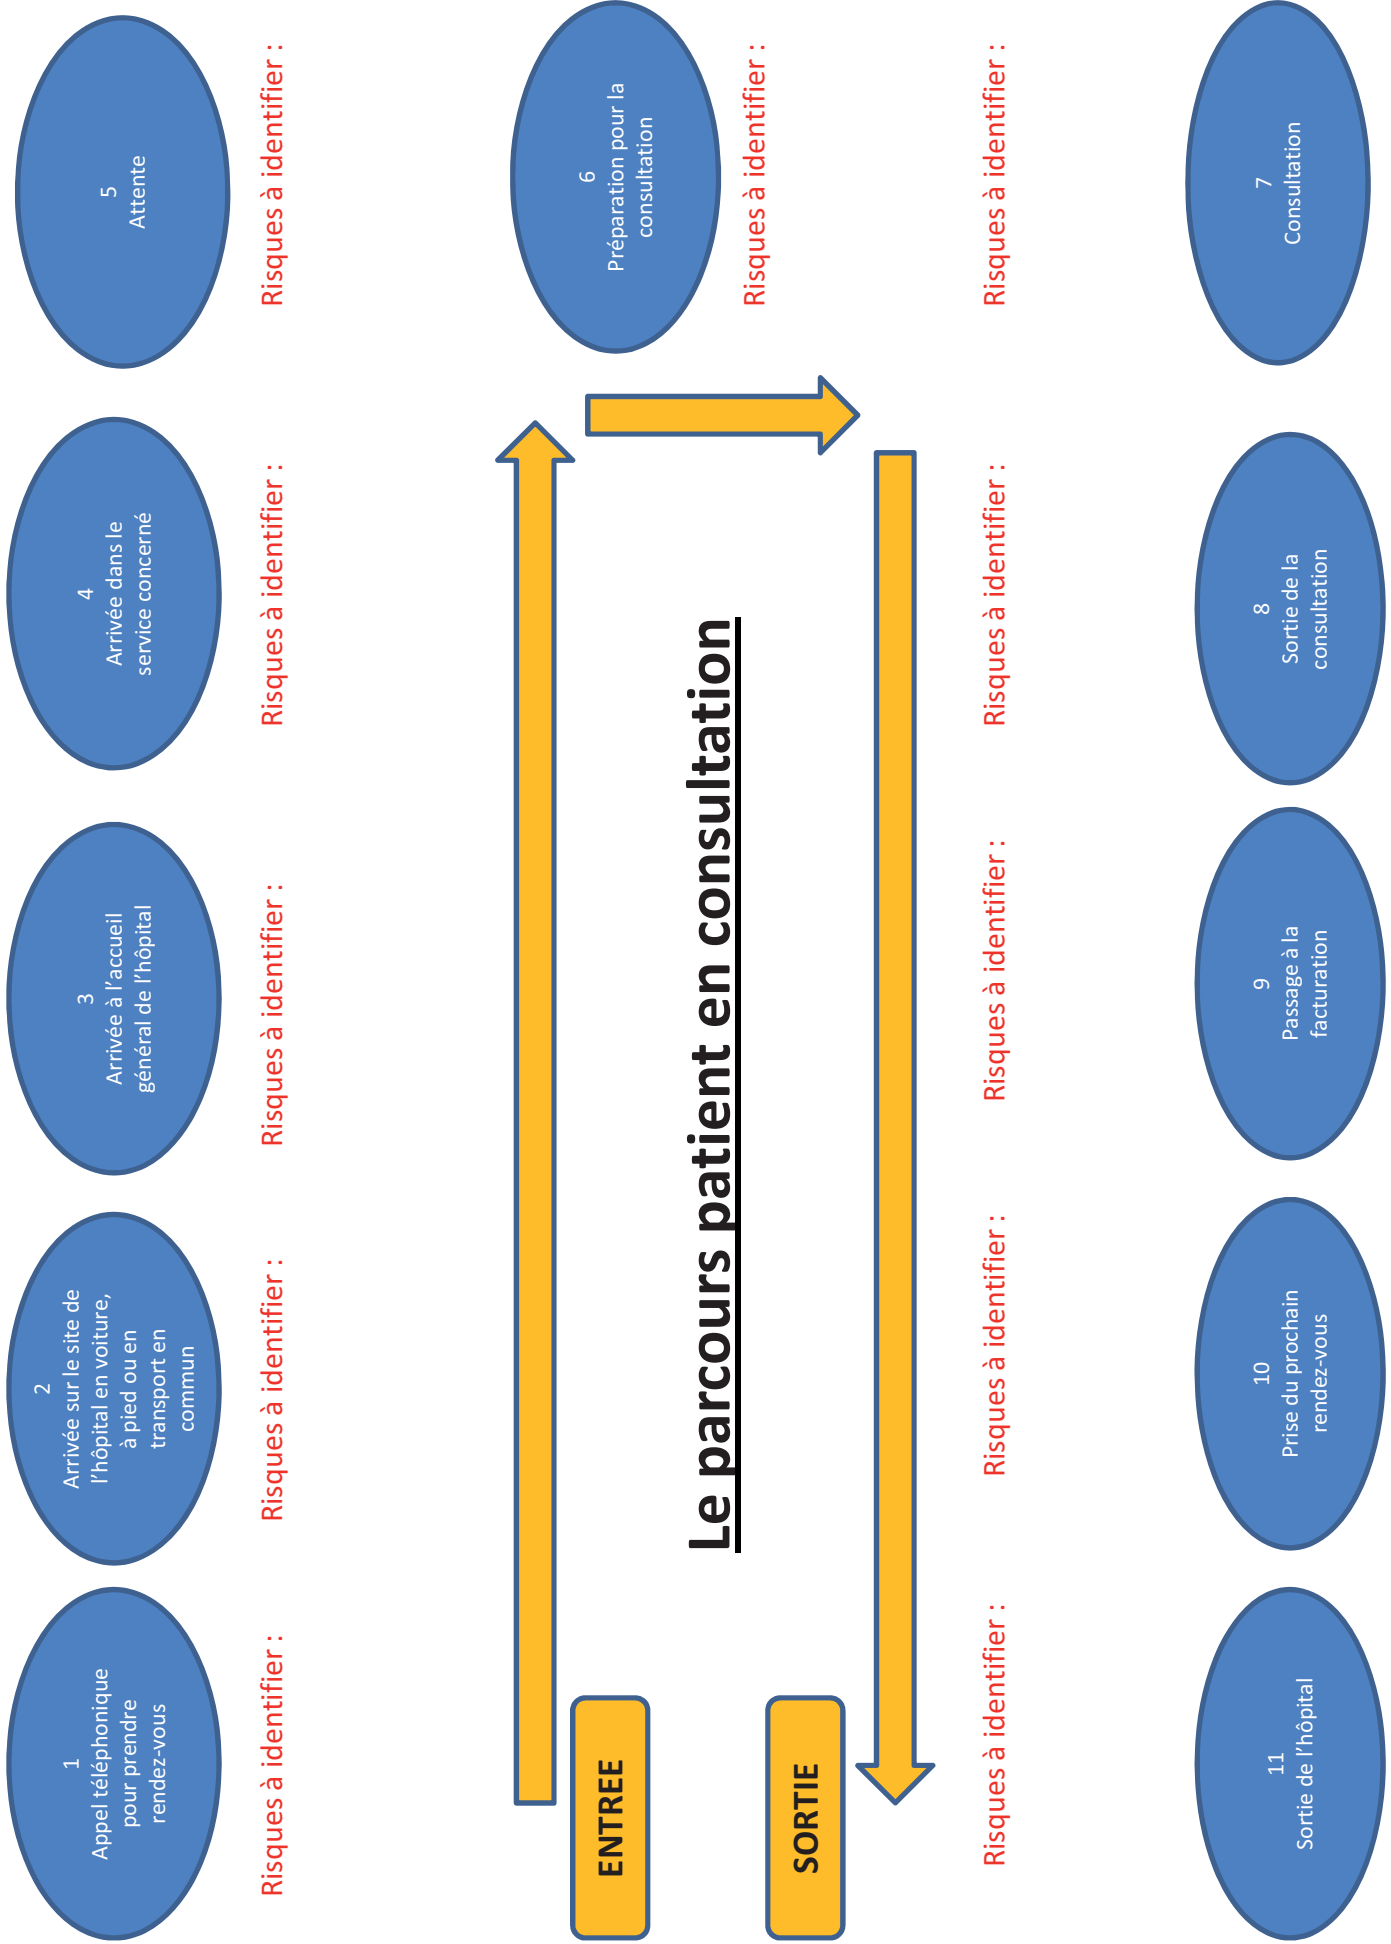 1
Appel téléphonique
pour prendre
rendez-vous
Risques à identifier :
2
Arrivée sur le site de
l'hôpital en voiture,
à pied ou en
transport en
commun
Risques à identifier :
3
Arrivée à l'accueil
général de l'hôpital
Risques à identifier :
4
Arrivée dans le
service concerné
Risques à identifier :
5
Attente
Risques à identifier :
6
Préparation pour la
consultation
Risques à identifier :
ENTREE
Le parcours patient en consultation
SORTIE
Risques à identifier :
7
Consultation
Risques à identifier :
8
Sortie de la
consultation
Risques à identifier :
9
Passage à la
facturation
Risques à identifier :
10
Prise du prochain
rendez-vous
Risques à identifier :
11
Sortie de l'hôpital